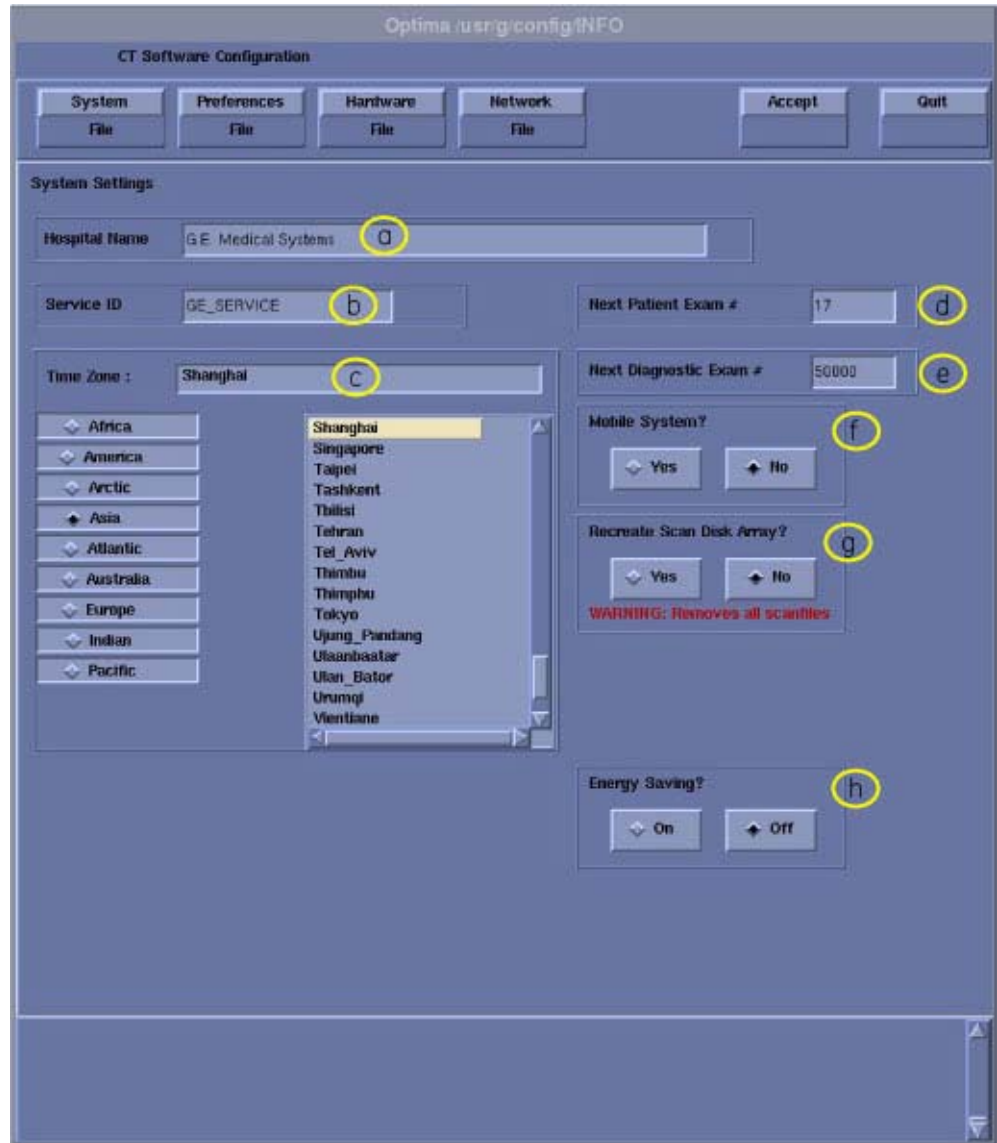 Optima /usr/g/config/INFO
CT Software Configuration
System Preferences Hardware Network Accept Quit
File File File File
System Settings
Hospital Name G.E. Medical Systems a
Service ID GE_SERVICE b
Next Patient Exam # 17 d
Time Zone : Shanghai c
Next Diagnostic Exam # 50000 e
Africa
America
Arctic
Asia
Atlantic
Australia
Europe
Indian
Pacific
Shanghai
Singapore
Taipei
Tashkent
Tbilisi
Tehran
Tel_Aviv
Thimbu
Thimphu
Tokyo
Ujung_Pandang
Ulaanbaatar
Ulan_Bator
Urumqi
Vientiane
Mobile System? f
Yes No
Recreate Scan Disk Array? g
Yes No
WARNING: Removes all scanfiles
Energy Saving? h
On Off